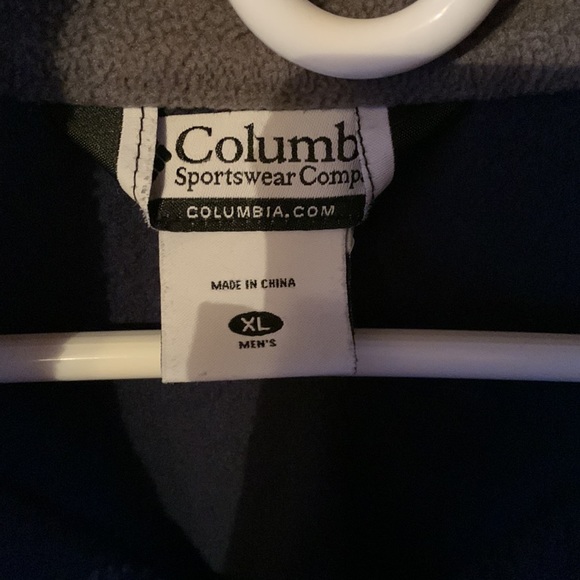 Columb
Sportswear Comp
COLUMBIA.COM
MADE IN CHINA
XL
MEN'S